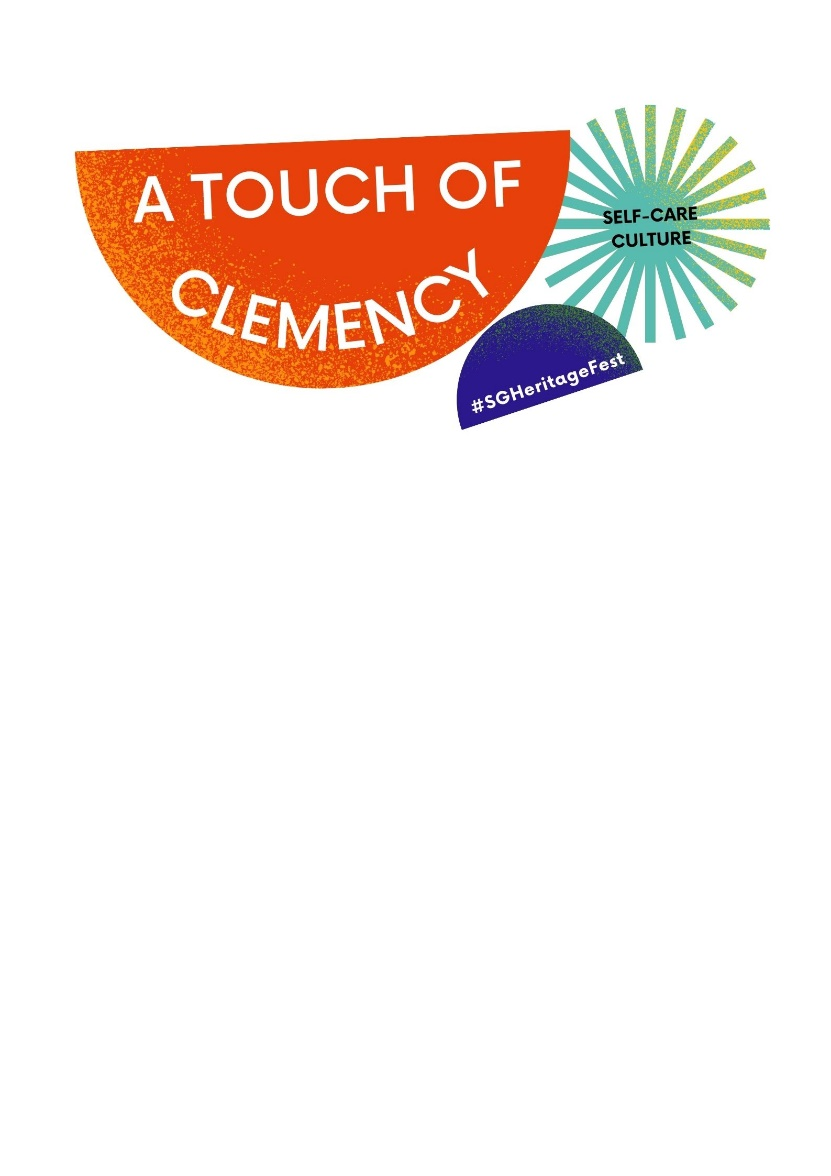 A TOUCH OF
CLEMENCY
SELF-CARE
CULTURE
#SGHeritageFest